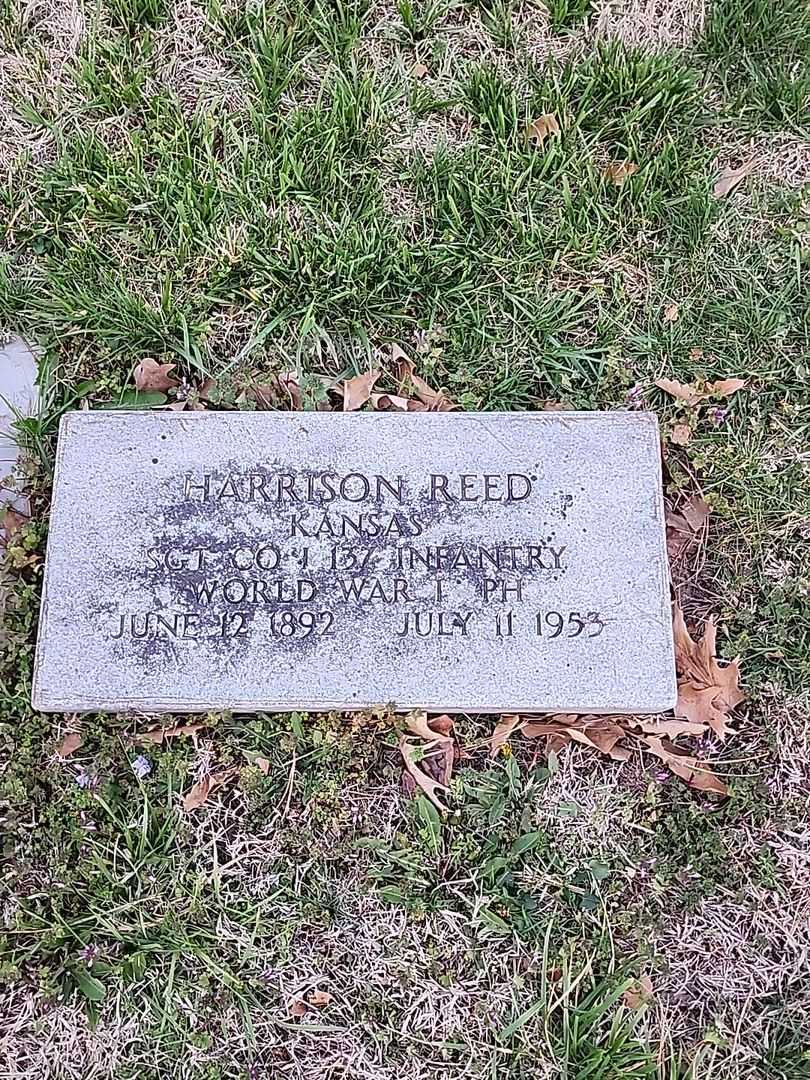 HARRISON REED
KANSAS
SGT CO I 137 INFANTRY
WORLD WAR I PH
JUNE 12 1892 JULY 11 1953